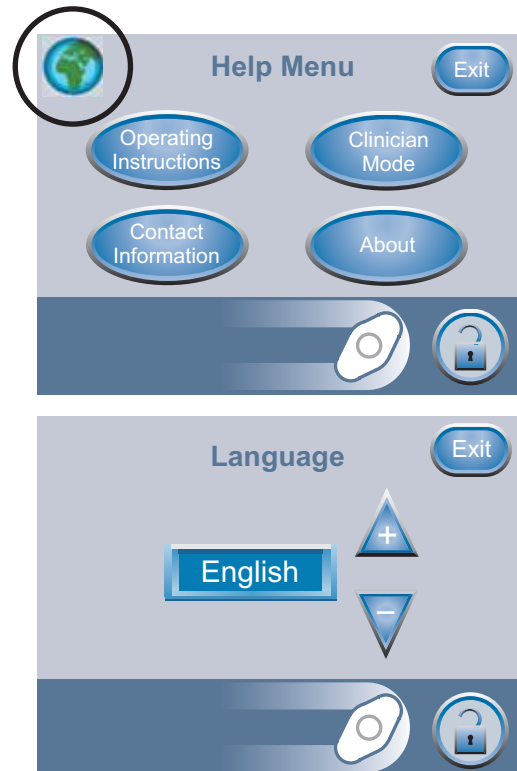 Help Menu
Exit
Operating
Instructions
Clinician
Mode
Contact
Information
About
Language
Exit
English
+
−